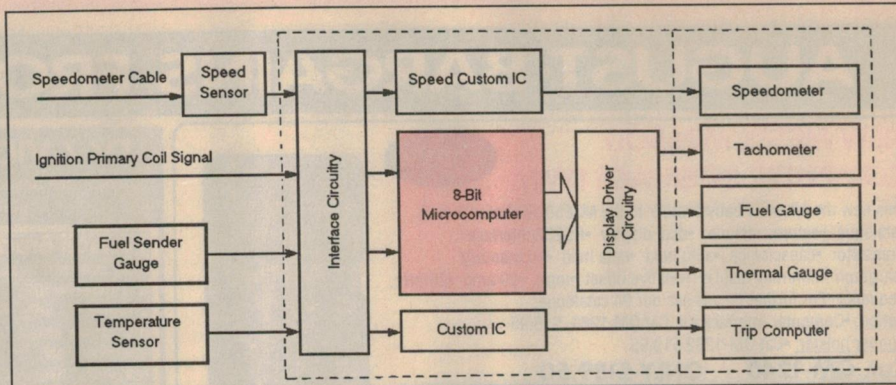 Speedometer Cable
Speed
Sensor
Ignition Primary Coil Signal
Fuel Sender
Gauge
Temperature
Sensor
Interface Circuitry
Speed Custom IC
8-Bit
Microcomputer
Custom IC
Display Driver
Circuitry
Speedometer
Tachometer
Fuel Gauge
Thermal Gauge
Trip Computer